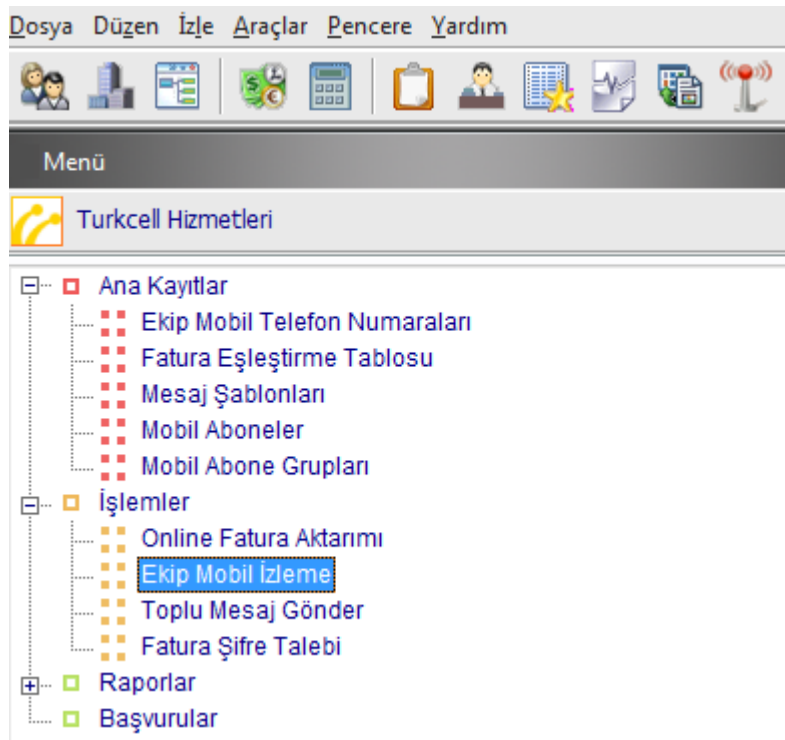 Dosya Düzen İzle Araçlar Pencere Yardım
Menü
Turkcell Hizmetleri
Ana Kayıtlar
Ekip Mobil Telefon Numaraları
Fatura Eşleştirme Tablosu
Mesaj Şablonları
Mobil Aboneler
Mobil Abone Grupları
İşlemler
Online Fatura Aktarımı
Ekip Mobil İzleme
Toplu Mesaj Gönder
Fatura Şifre Talebi
Raporlar
Başvurular